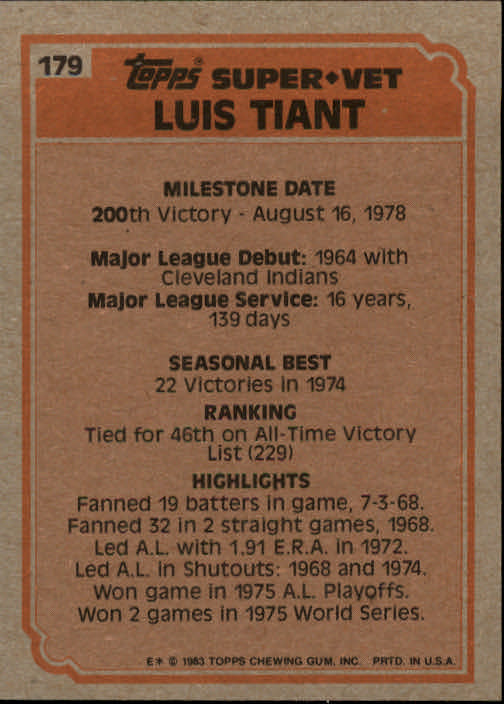 179
TOPPS® SUPER♦VET
LUIS TIANT
MILESTONE DATE
200th Victory - August 16, 1978
Major League Debut: 1964 with
Cleveland Indians
Major League Service: 16 years,
139 days
SEASONAL BEST
22 Victories in 1974
RANKING
Tied for 46th on All-Time Victory
List (229)
HIGHLIGHTS
Fanned 19 batters in game, 7-3-68.
Fanned 32 in 2 straight games, 1968.
Led A.L. with 1.91 E.R.A. in 1972.
Led A.L. in Shutouts: 1968 and 1974.
Won game in 1975 A.L. Playoffs.
Won 2 games in 1975 World Series.
E* © 1983 TOPPS CHEWING GUM, INC. PRTD. IN U.S.A.